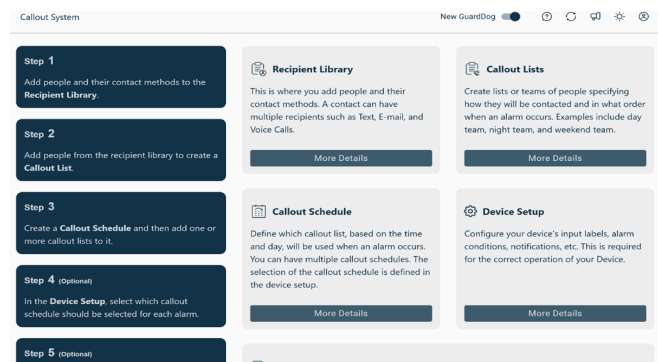 Callout System
New GuardDog
Step 1
Add people and their contact methods to the
Recipient Library.
Step 2
Add people from the recipient library to create a
Callout List.
Step 3
Create a Callout Schedule and then add one or
more callout lists to it.
Step 4 (Optional)
In the Device Setup, select which callout
schedule should be selected for each alarm.
Step 5 (Optional)
Recipient Library
This is where you add people and their
contact methods. A contact can have
multiple recipients such as Text, E-mail, and
Voice Calls.
More Details
Callout Lists
Create lists or teams of people specifying
how they will be contacted and in what order
when an alarm occurs. Examples include day
team, night team, and weekend team.
More Details
Callout Schedule
Define which callout list, based on the time
and day, will be used when an alarm occurs.
You can have multiple callout schedules. The
selection of the callout schedule is defined in
the device setup.
More Details
Device Setup
Configure your device's input labels, alarm
conditions, notifications, etc. This is required
for the correct operation of your Device.
More Details